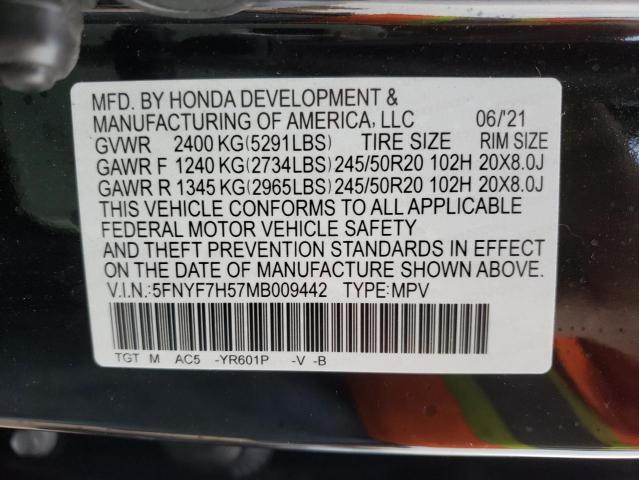 MFD. BY HONDA DEVELOPMENT &
MANUFACTURING OF AMERICA, LLC 06/'21
GVWR 2400 KG(5291LBS) TIRE SIZE RIM SIZE
GAWR F 1240 KG(2734LBS)245/50R20 102H 20X8.0J
GAWR R 1345 KG(2965LBS)245/50R20 102H 20X8.0J
THIS VEHICLE CONFORMS TO ALL APPLICABLE
FEDERAL MOTOR VEHICLE SAFETY
AND THEFT PREVENTION STANDARDS IN EFFECT
ON THE DATE OF MANUFACTURE SHOWN ABOVE.
V.I.N.:5FNYF7H57MB009442 TYPE:MPV
TGT M AC5 -YR601P -V -B